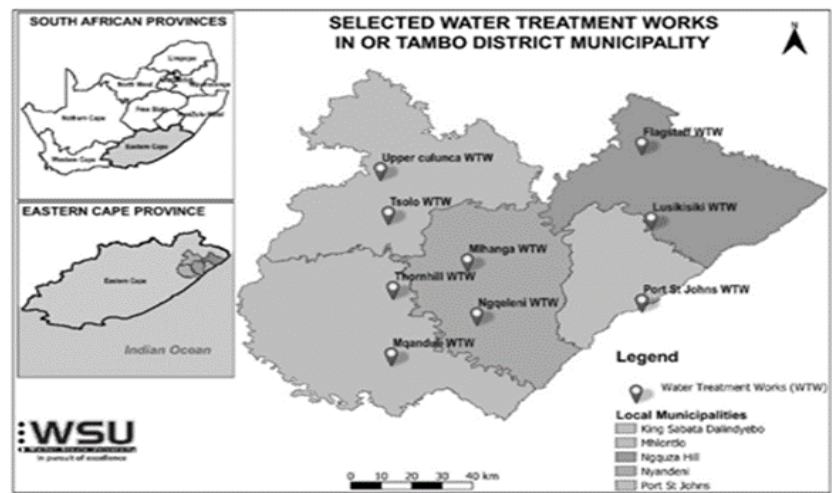 SOUTH AFRICAN PROVINCES
Limpopo
North West
Free State
Northern Cape
Western Cape
Eastern Cape
EASTERN CAPE PROVINCE
Eastern Cape
Indian Ocean
WSU
In pursuit of excellence
SELECTED WATER TREATMENT WORKS
IN OR TAMBO DISTRICT MUNICIPALITY
N
Flagstaff WTW
Upper culunca WTW
Tsolo WTW
Lusikisiki WTW
Mlhanga WTW
Thornhill WTW
Port St Johns WTW
Ngqeleni WTW
Mqanduli WTW
Legend
Water Treatment Works (WTW)
Local Municipalities
King Sabata Dalindyebo
Mhlontlo
Ngquza Hill
Nyandeni
Port St Johns
0 10 20 30 40 km